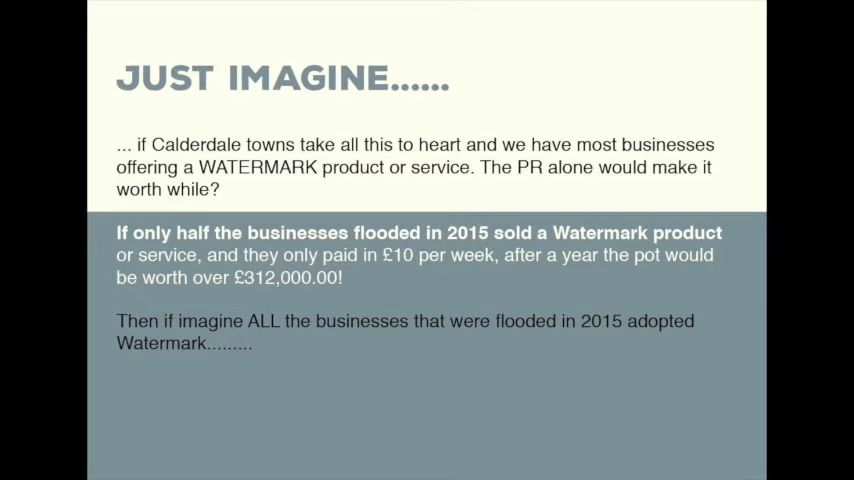 JUST IMAGINE......
... if Calderdale towns take all this to heart and we have most businesses
offering a WATERMARK product or service. The PR alone would make it
worth while?
If only half the businesses flooded in 2015 sold a Watermark product
or service, and they only paid in £10 per week, after a year the pot would
be worth over £312,000.00!
Then if imagine ALL the businesses that were flooded in 2015 adopted
Watermark.........